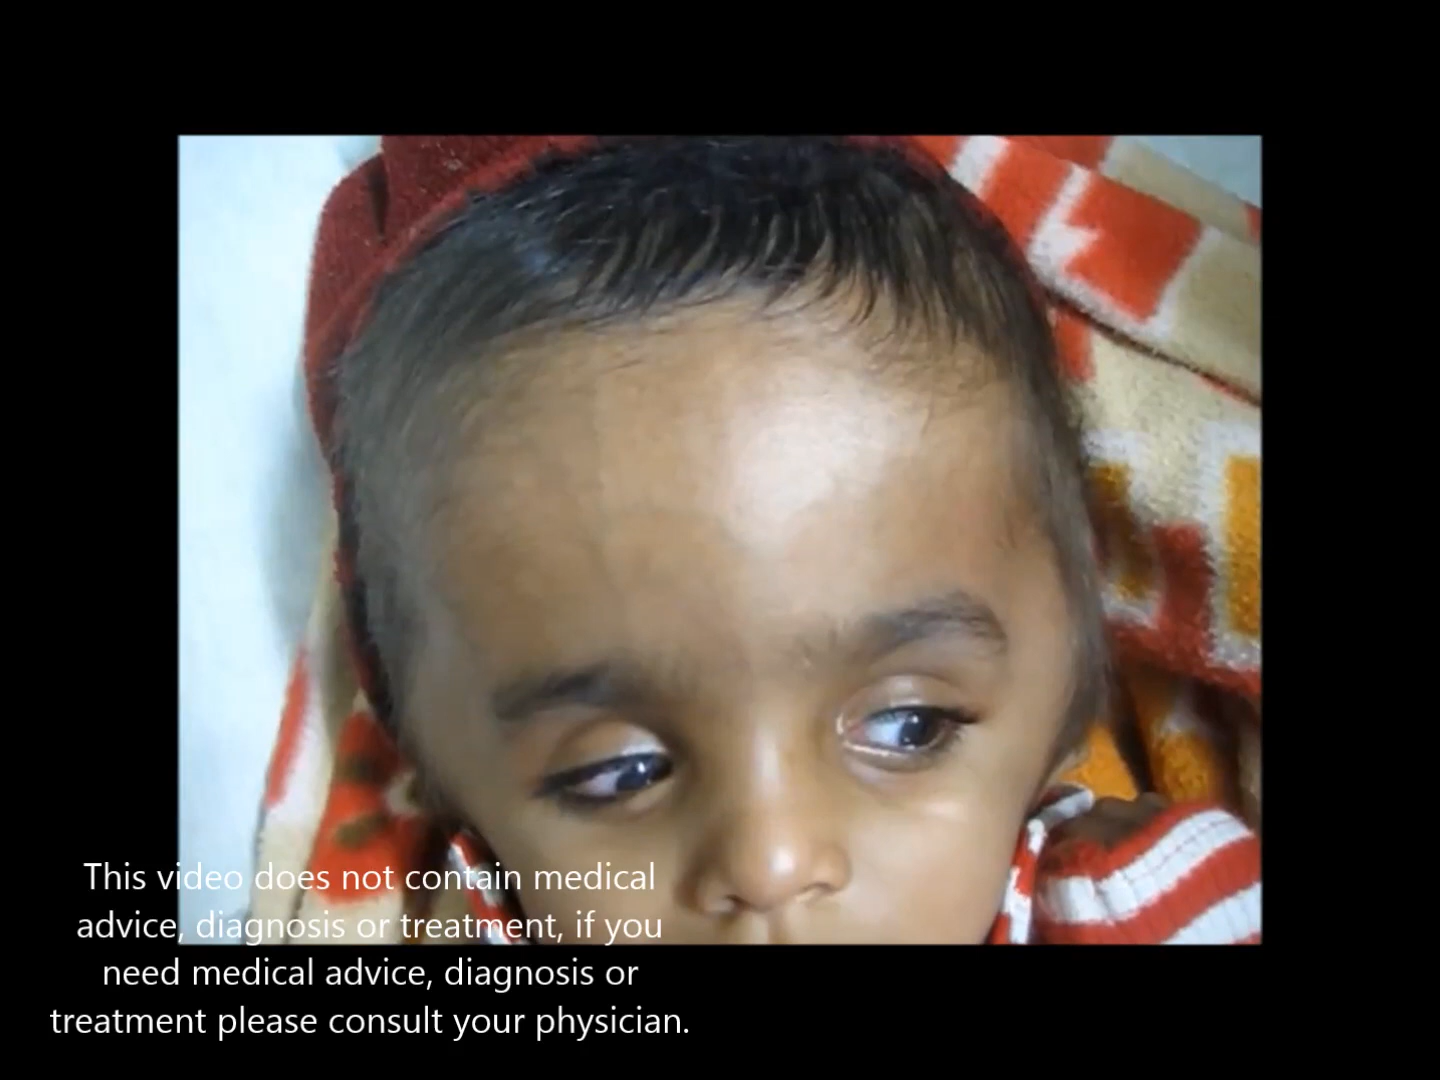 This video does not contain medical
advice, diagnosis or treatment, if you
need medical advice, diagnosis or
treatment please consult your physician.